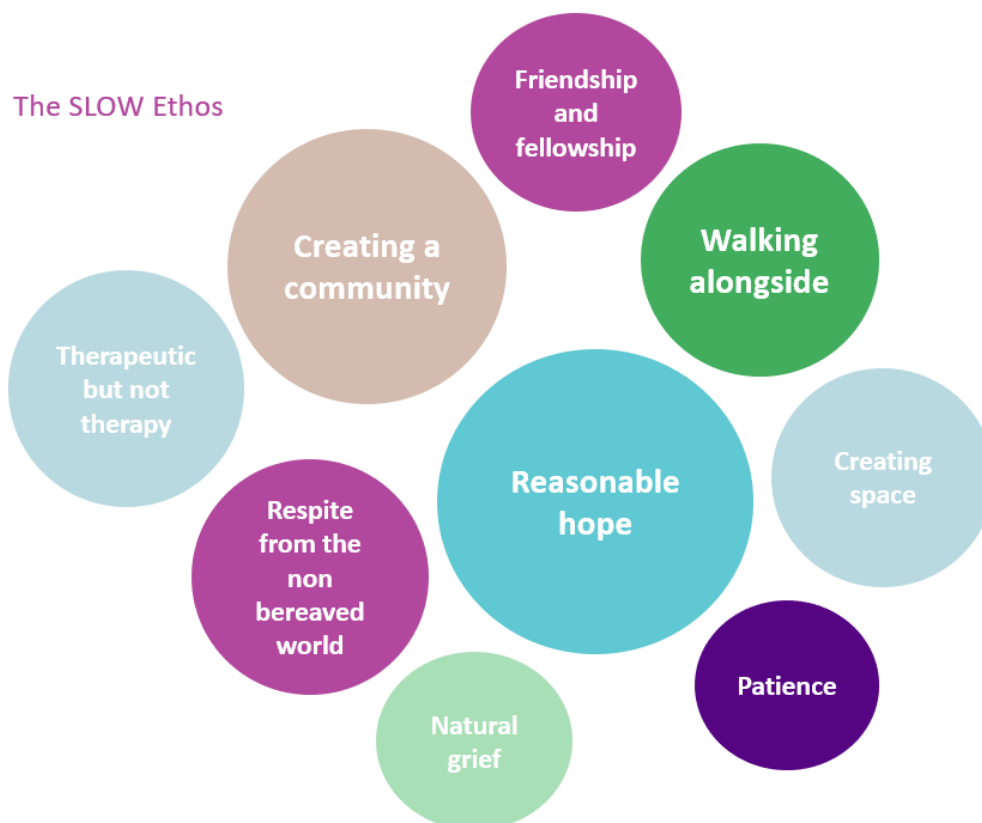 The SLOW Ethos
Friendship
and
fellowship
Creating a
community
Walking
alongside
Therapeutic
but not
therapy
Reasonable
hope
Creating
space
Respite
from the
non
bereaved
world
Patience
Natural
grief